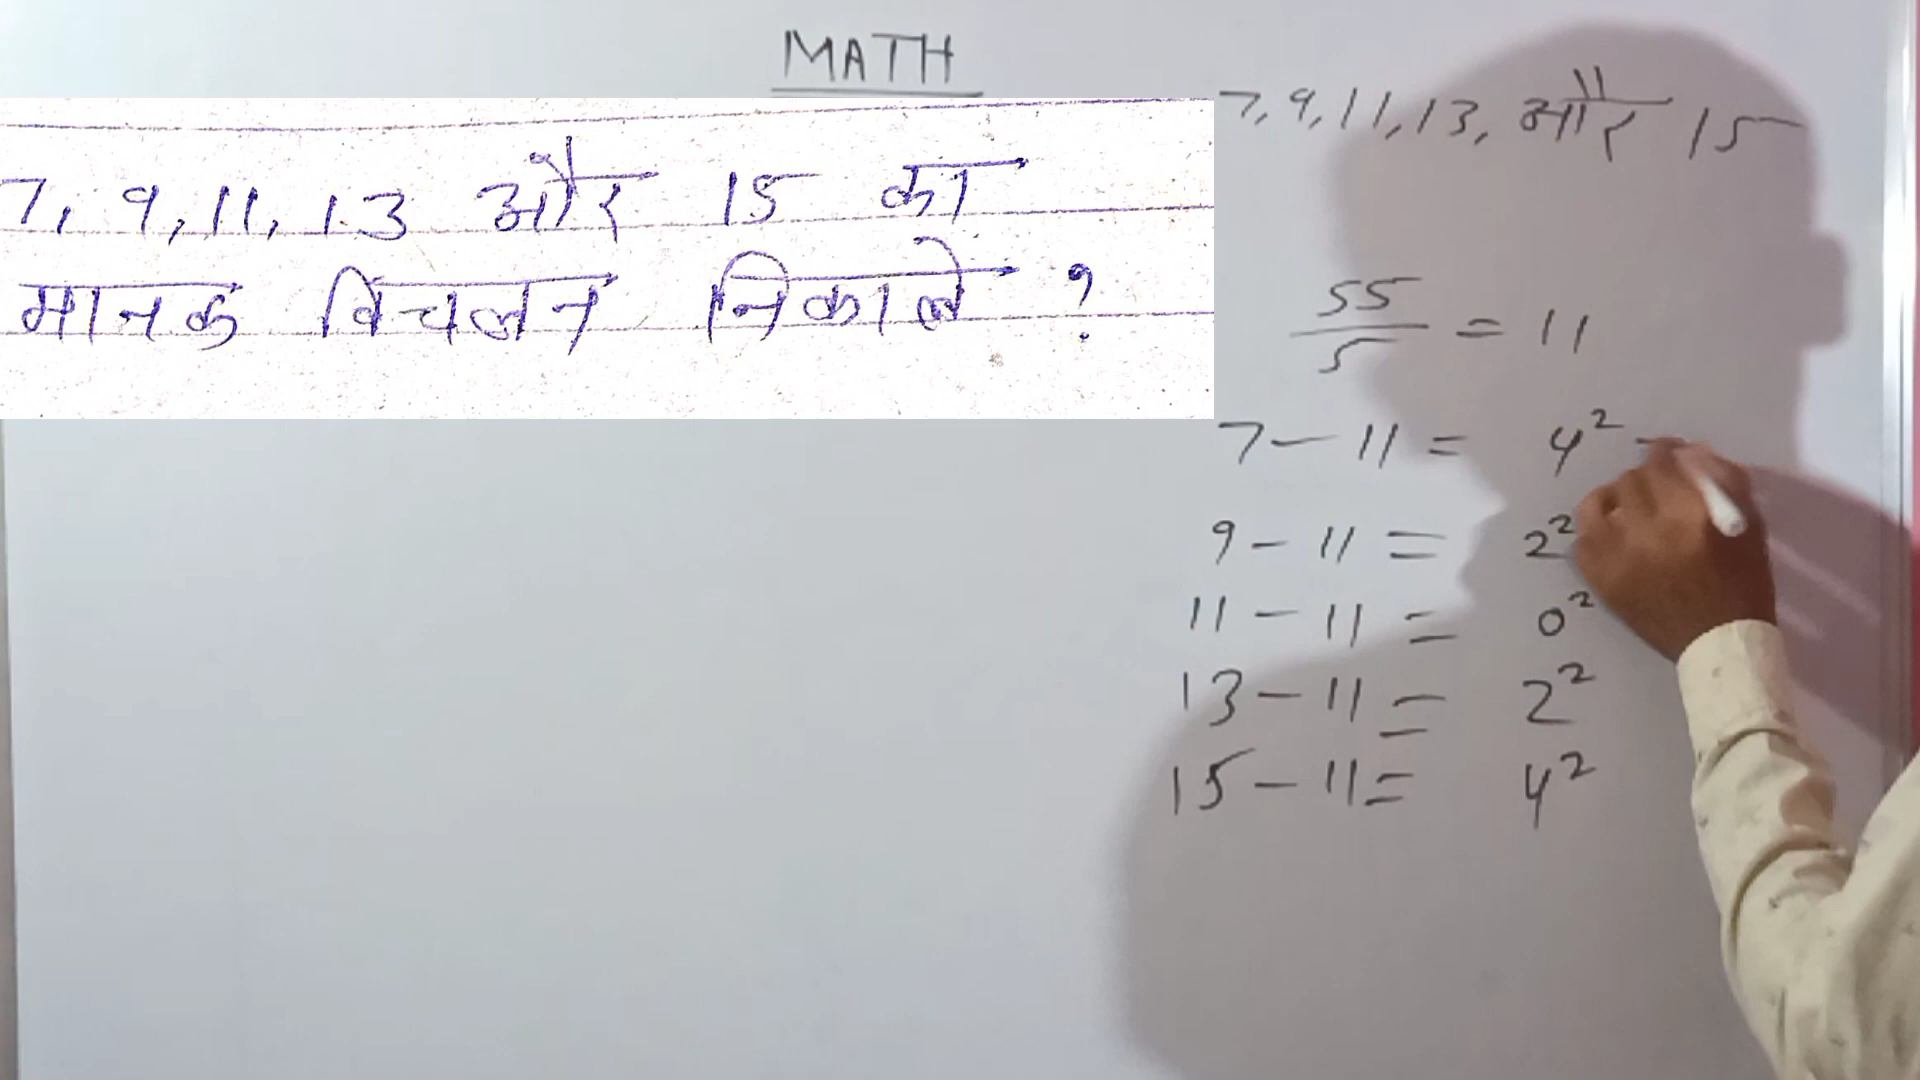 MATH
7, 9, 11, 13 और 15 का
मानक विचलन निकाले ?
7, 9, 11, 13, और 15
55
5 = 11
7 - 11 = 4²
9 - 11 = 2²
11 - 11 = 0²
13 - 11 = 2²
15 - 11 = 4²